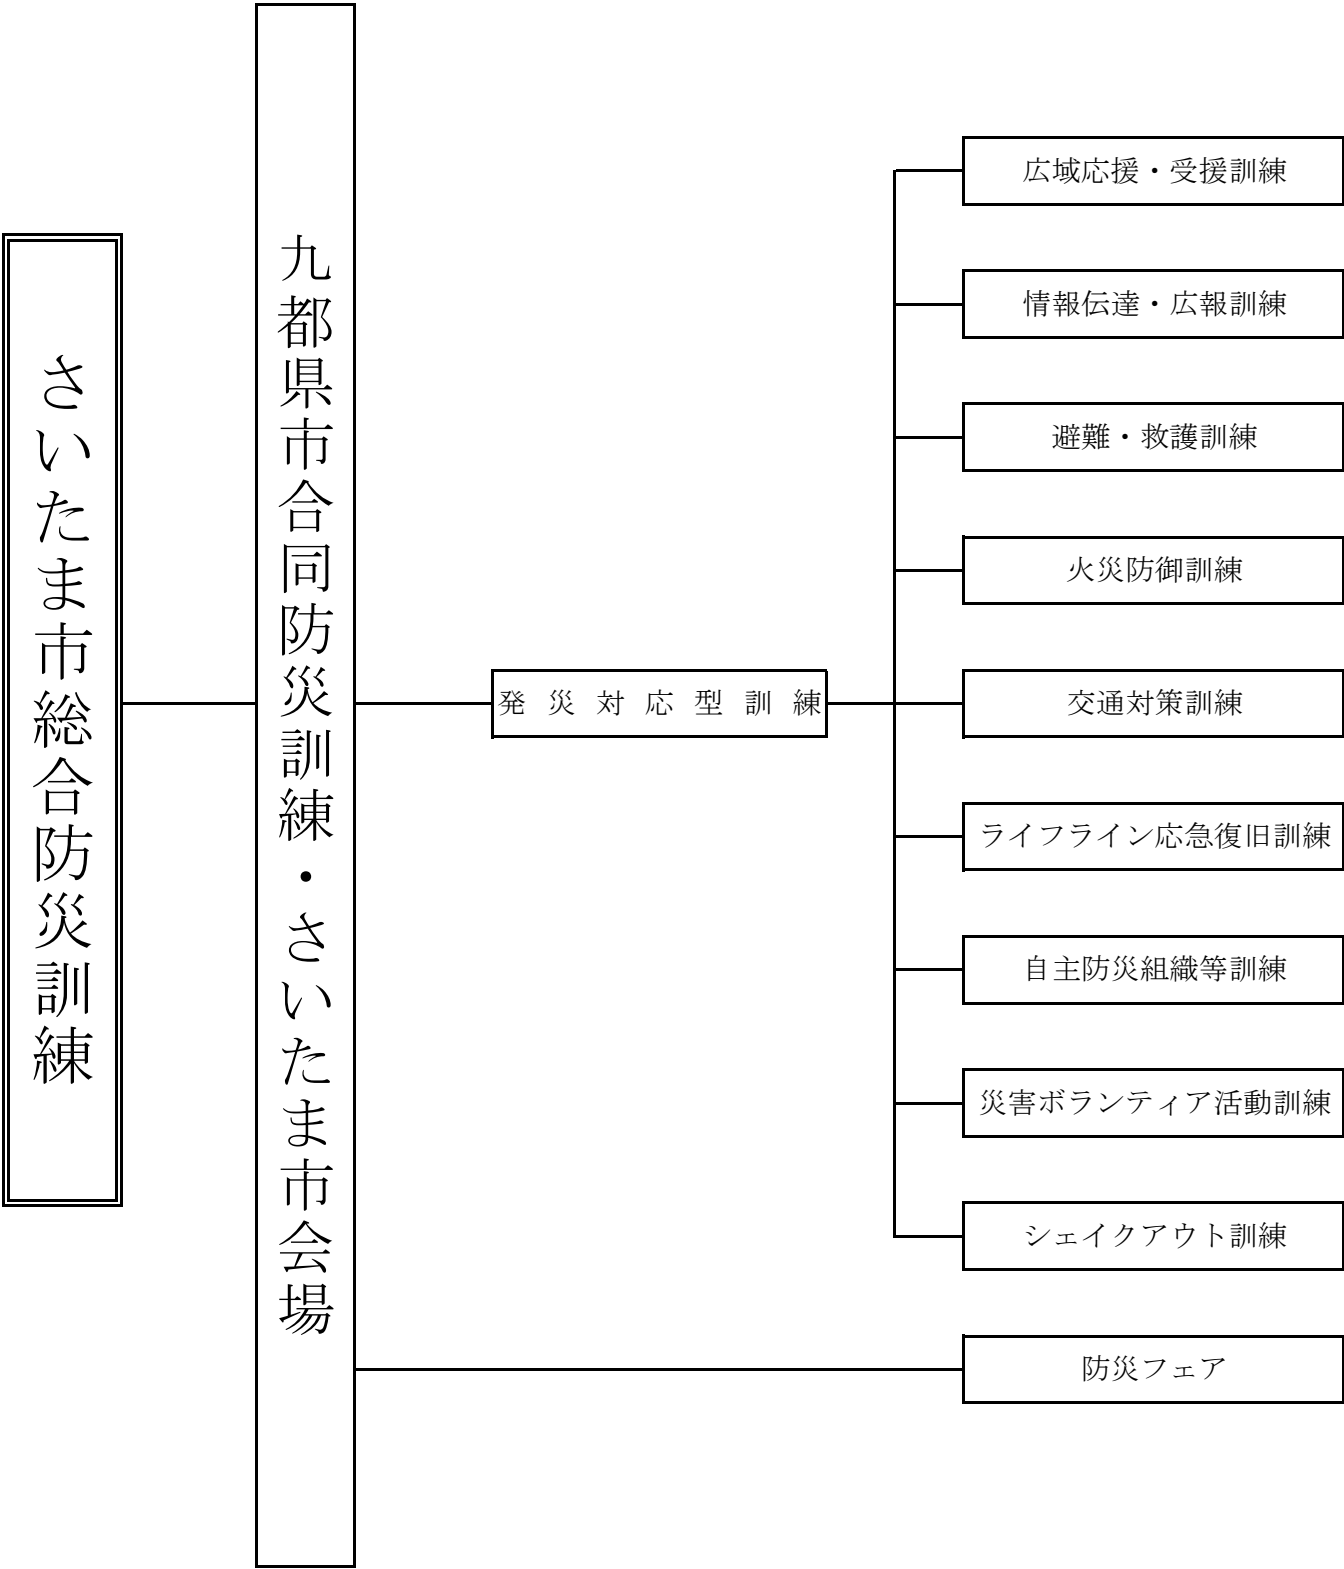 さいたま市総合防災訓練
九都県市合同防災訓練・さいたま市会場
発災対応型訓練
広域応援・受援訓練
情報伝達・広報訓練
避難・救護訓練
火災防御訓練
交通対策訓練
ライフライン応急復旧訓練
自主防災組織等訓練
災害ボランティア活動訓練
シェイクアウト訓練
防災フェア